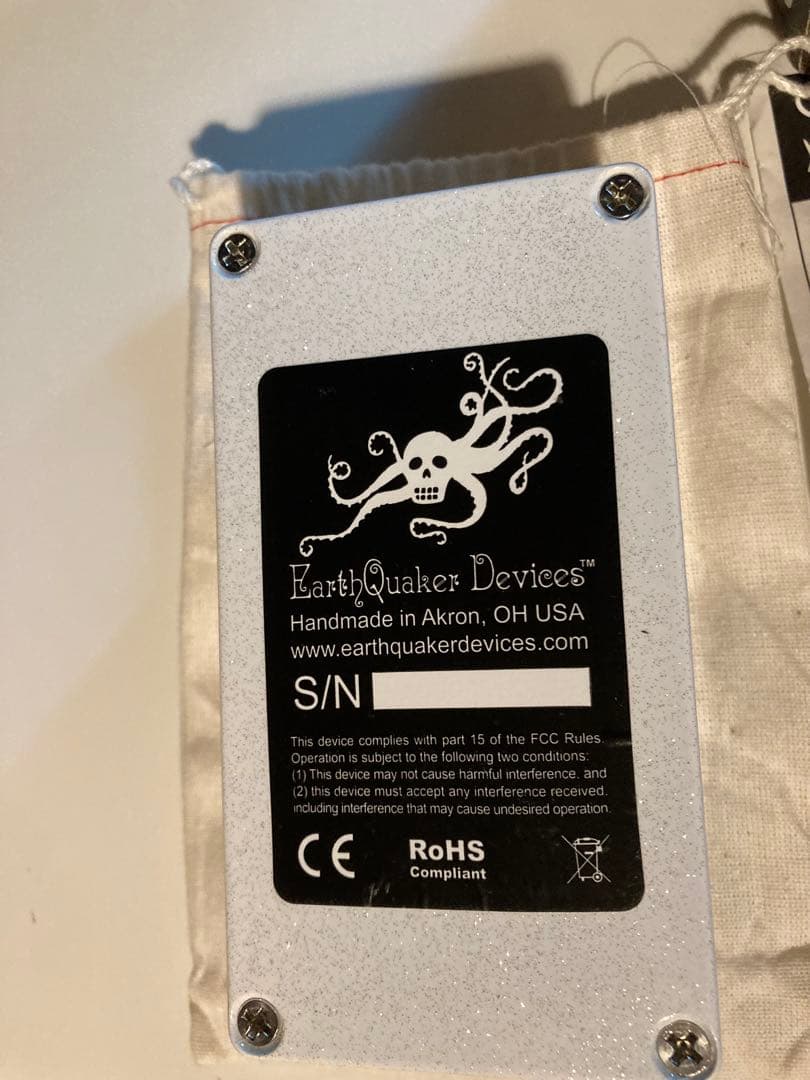 EarthQuaker Devices™
Handmade in Akron, OH USA
www.earthquakerdevices.com
S/N
This device complies with part 15 of the FCC Rules.
Operation is subject to the following two conditions:
(1) This device may not cause harmful interference, and
(2) this device must accept any interference received,
including interference that may cause undesired operation.
CE RoHS
Compliant